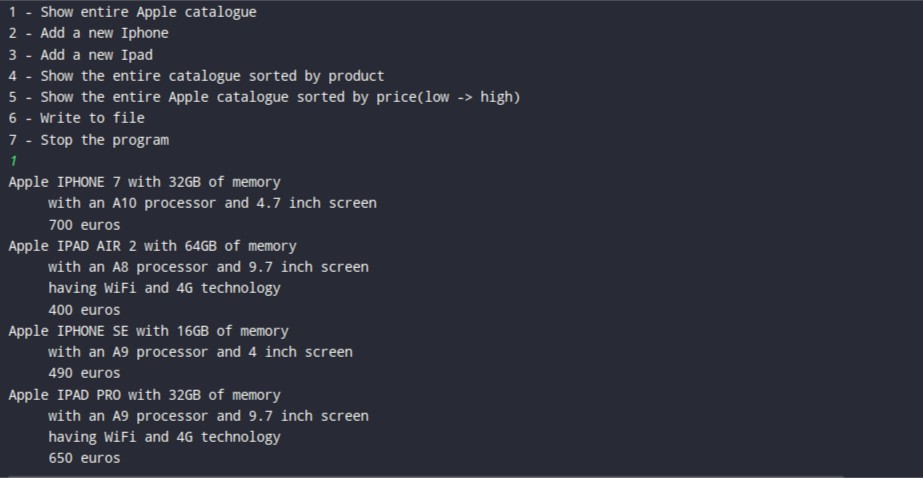 1 - Show entire Apple catalogue
2 - Add a new Iphone
3 - Add a new Ipad
4 - Show the entire catalogue sorted by product
5 - Show the entire Apple catalogue sorted by price(low -> high)
6 - Write to file
7 - Stop the program
1
Apple IPHONE 7 with 32GB of memory
with an A10 processor and 4.7 inch screen
700 euros
Apple IPAD AIR 2 with 64GB of memory
with an A8 processor and 9.7 inch screen
having WiFi and 4G technology
400 euros
Apple IPHONE SE with 16GB of memory
with an A9 processor and 4 inch screen
490 euros
Apple IPAD PRO with 32GB of memory
with an A9 processor and 9.7 inch screen
having WiFi and 4G technology
650 euros